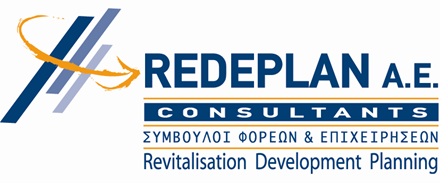 REDEPLAN A.E.
CONSULTANTS
ΣΥΜΒΟΥΛΟΙ ΦΟΡΕΩΝ & ΕΠΙΧΕΙΡΗΣΕΩΝ
Revitalisation Development Planning